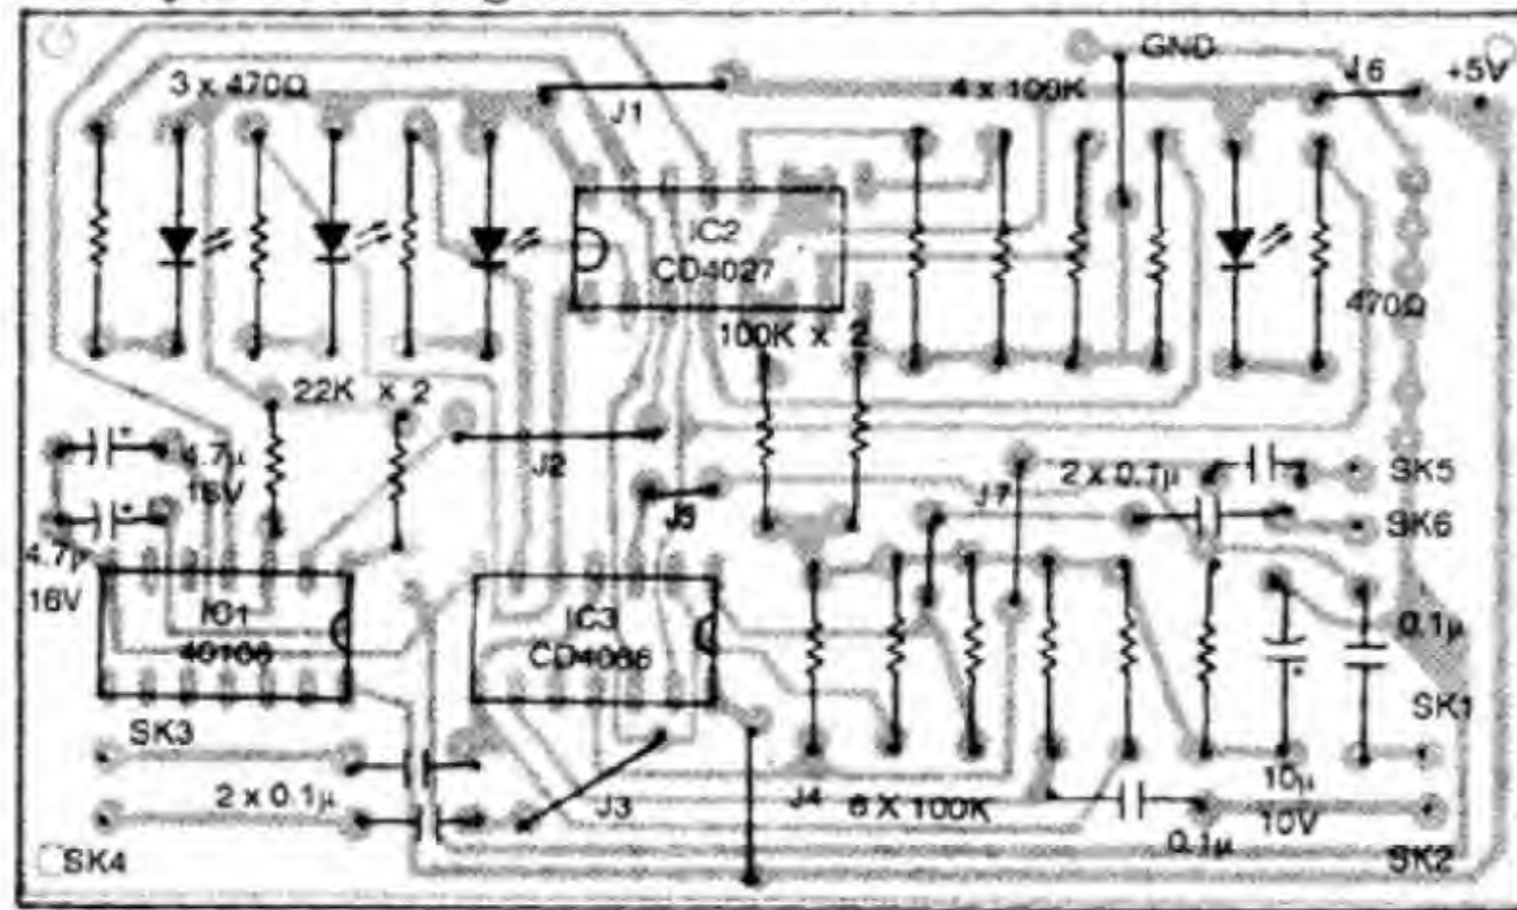 GND
J6
+5V
3 x 470Ω
4 x 100K
J1
IC2
CD4027
470Ω
100K x 2
22K x 2
4.7µ
16V
J2
J5
J7
2 x 0.1µ
SK5
SK6
4.7µ
16V
IC1
40106
IC3
CD4066
0.1µ
SK1
SK3
2 x 0.1µ
J3
J4
6 X 100K
10µ
10V
0.1µ
SK2
SK4